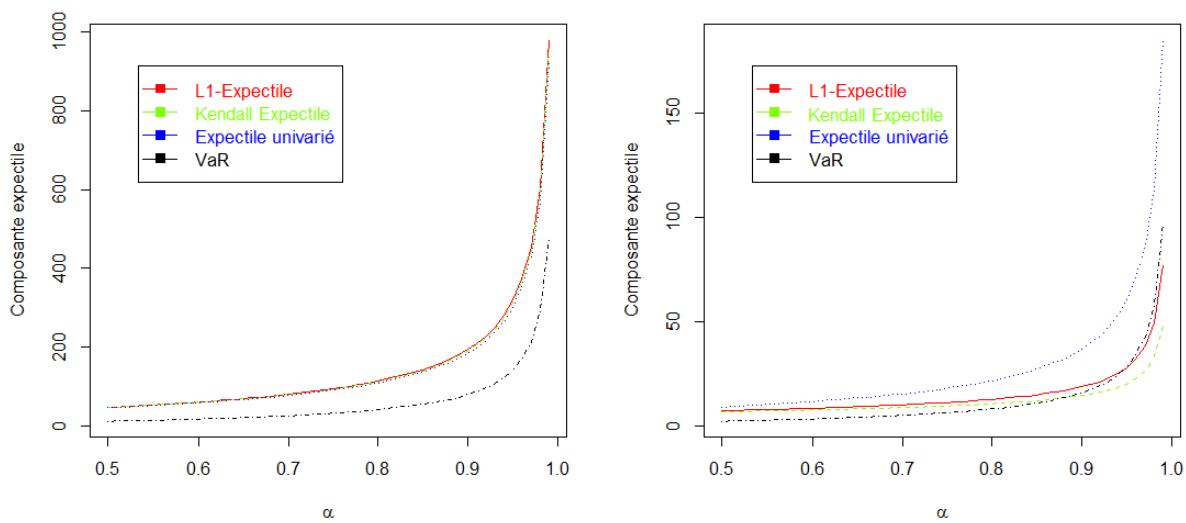 Composante expectile
0 200 400 600 800 1000
L1-Expectile
Kendall Expectile
Expectile univarié
VaR
0.5 0.6 0.7 0.8 0.9 1.0
α
Composante expectile
0 50 100 150
L1-Expectile
Kendall Expectile
Expectile univarié
VaR
0.5 0.6 0.7 0.8 0.9 1.0
α